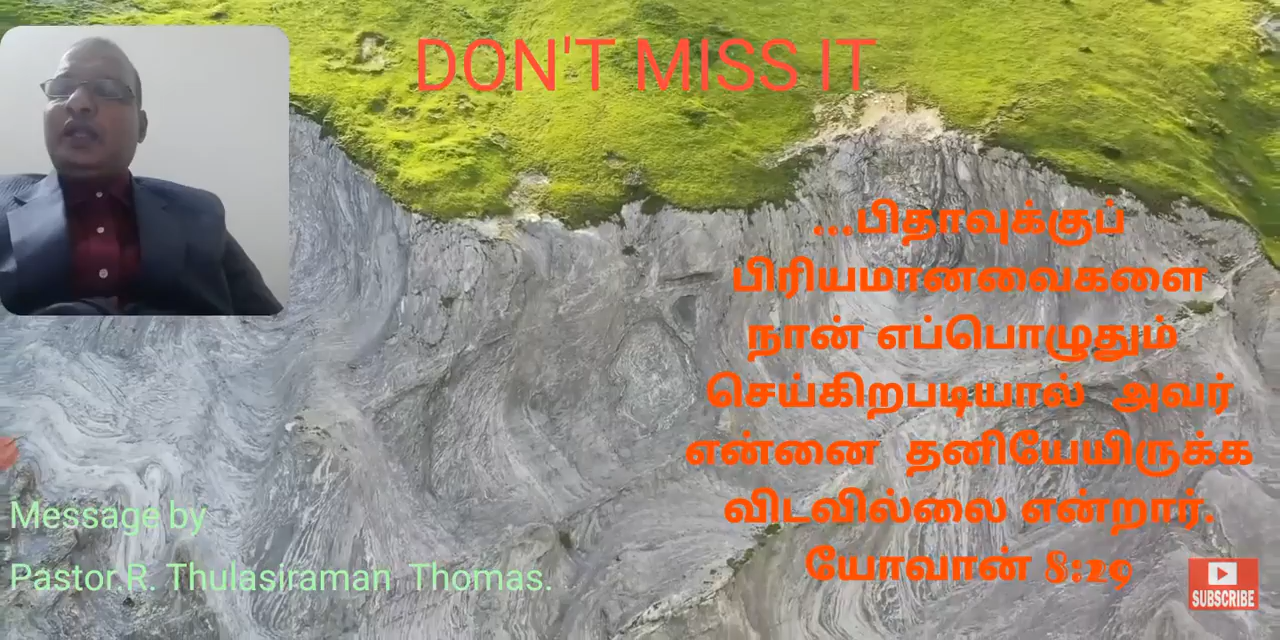 DON'T MISS IT
...பிதாவுக்குப்
பிரியமானவைகளை
நான் எப்பொழுதும்
செய்கிறபடியால் அவர்
என்னை தனியேயிருக்க
விடவில்லை என்றார்.
யோவான் 8:29
Message by
Pastor.R. Thulasiraman Thomas.
SUBSCRIBE